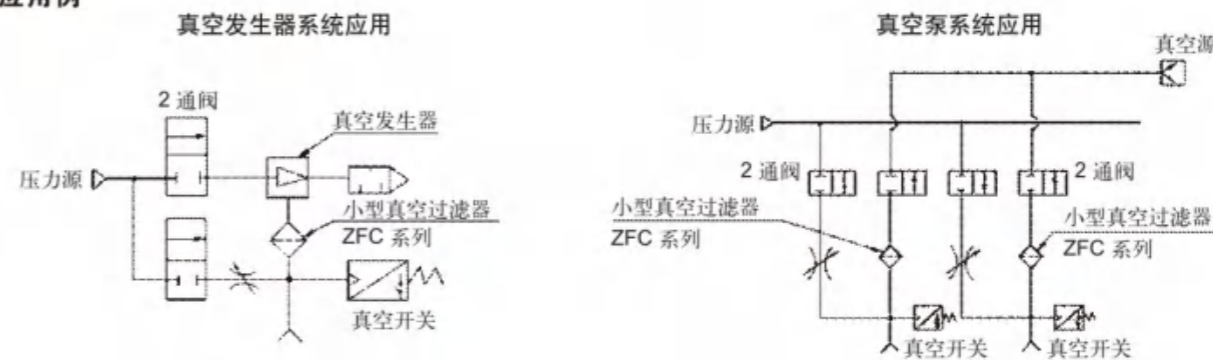 应用例
真空发生器系统应用
2 通阀
真空发生器
压力源
小型真空过滤器
ZFC 系列
真空开关
真空泵系统应用
真空源
压力源
2 通阀
2 通阀
小型真空过滤器
ZFC 系列
小型真空过滤器
ZFC 系列
真空开关
真空开关